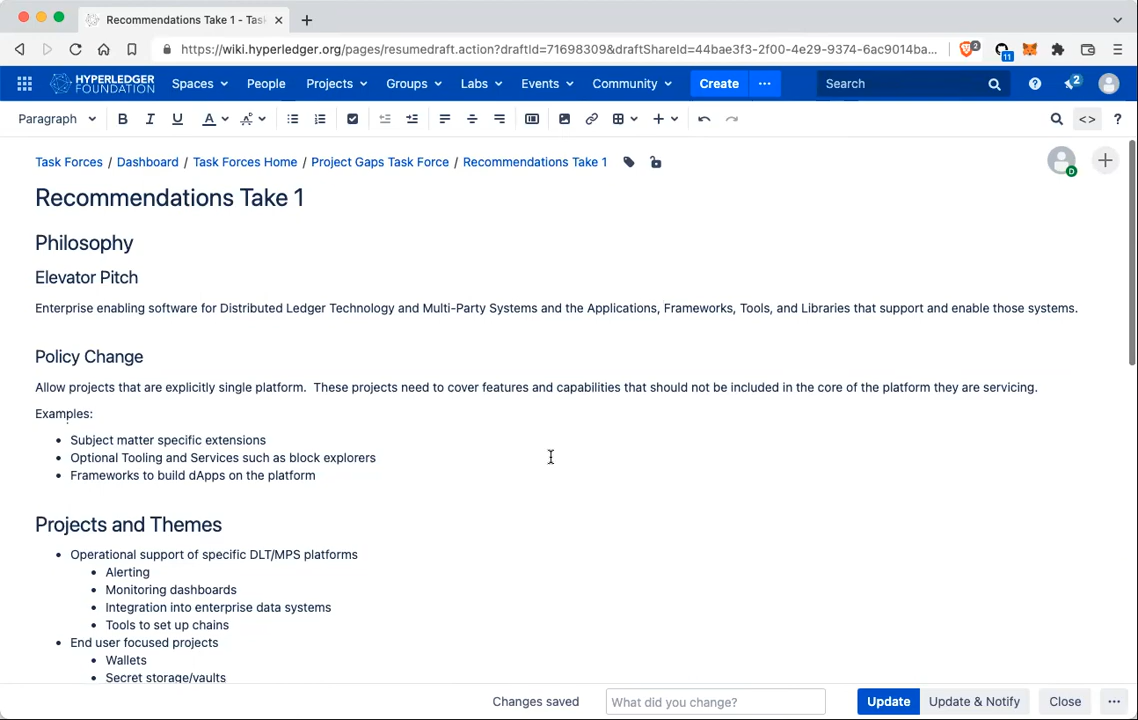 Recommendations Take 1 - Tas
https://wiki.hyperledger.org/pages/resumedraft.action?draftId=71698309&draftShareId=44bae3f3-2f00-4e29-9374-6ac9014ba...
2
11
HYPERLEDGER FOUNDATION
Spaces
People
Projects
Groups
Labs
Events
Community
Create
Search
2
Paragraph
B
I
U
A
<>
?
Task Forces / Dashboard / Task Forces Home / Project Gaps Task Force / Recommendations Take 1
D
Recommendations Take 1
Philosophy
Elevator Pitch
Enterprise enabling software for Distributed Ledger Technology and Multi-Party Systems and the Applications, Frameworks, Tools, and Libraries that support and enable those systems.
Policy Change
Allow projects that are explicitly single platform.  These projects need to cover features and capabilities that should not be included in the core of the platform they are servicing.
Examples:
Subject matter specific extensions
Optional Tooling and Services such as block explorers
Frameworks to build dApps on the platform
Projects and Themes
Operational support of specific DLT/MPS platforms
Alerting
Monitoring dashboards
Integration into enterprise data systems
Tools to set up chains
End user focused projects
Wallets
Secret storage/vaults
Changes saved
What did you change?
Update
Update & Notify
Close